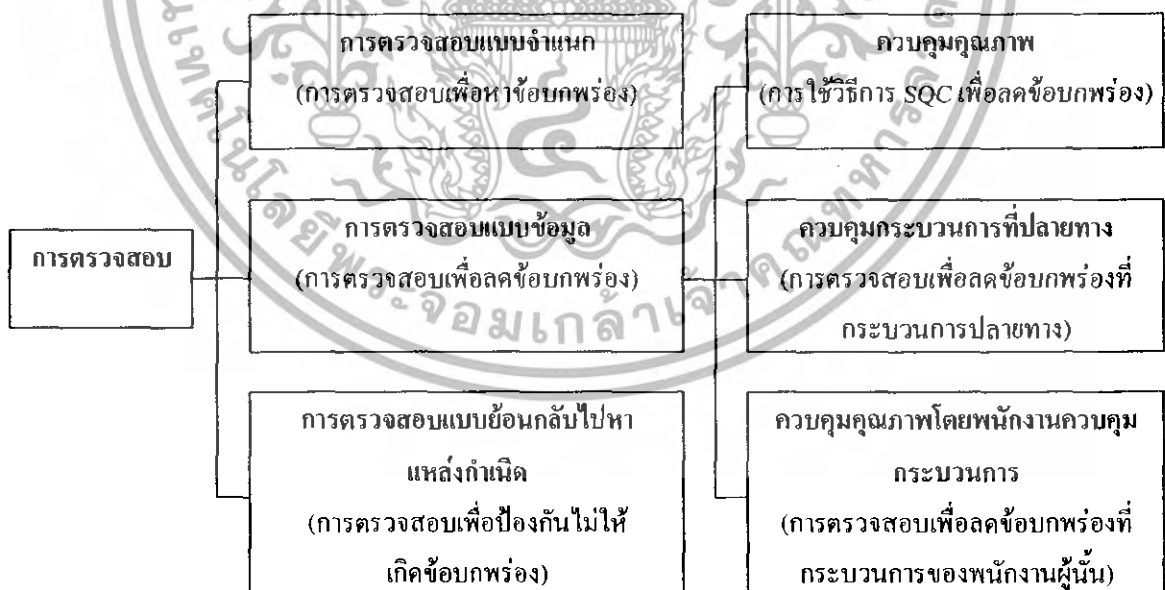 การตรวจสอบ
การตรวจสอบแบบจำแนก
(การตรวจสอบเพื่อหาข้อบกพร่อง)
การตรวจสอบแบบข้อมูล
(การตรวจสอบเพื่อลดข้อบกพร่อง)
การตรวจสอบแบบย้อนกลับไปหา
แหล่งกำเนิด
(การตรวจสอบเพื่อป้องกันไม่ให้
เกิดข้อบกพร่อง)
ควบคุมคุณภาพ
(การใช้วิธีการ SQC เพื่อลดข้อบกพร่อง)
ควบคุมกระบวนการที่ปลายทาง
(การตรวจสอบเพื่อลดข้อบกพร่องที่
กระบวนการปลายทาง)
ควบคุมคุณภาพโดยพนักงานควบคุม
กระบวนการ
(การตรวจสอบเพื่อลดข้อบกพร่องที่
กระบวนการของพนักงานผู้นั้น)